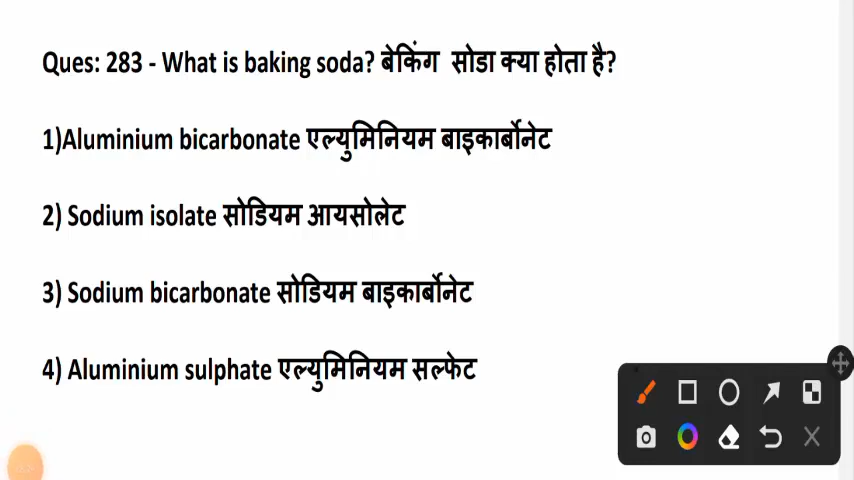 Ques: 283 - What is baking soda? बेकिंग सोडा क्या होता है?
1)Aluminium bicarbonate एल्युमिनियम बाइकार्बोनेट
2) Sodium isolate सोडियम आयसोलेट
3) Sodium bicarbonate सोडियम बाइकार्बोनेट
4) Aluminium sulphate एल्युमिनियम सल्फेट